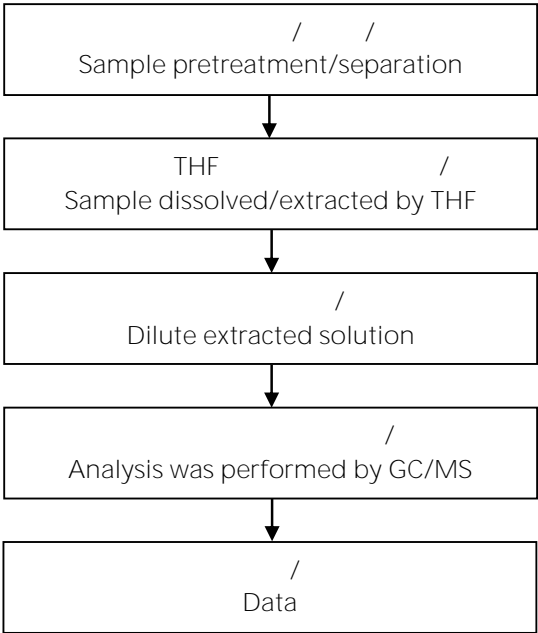 / /
Sample pretreatment/separation
THF /
Sample dissolved/extracted by THF
/
Dilute extracted solution
/
Analysis was performed by GC/MS
/
Data